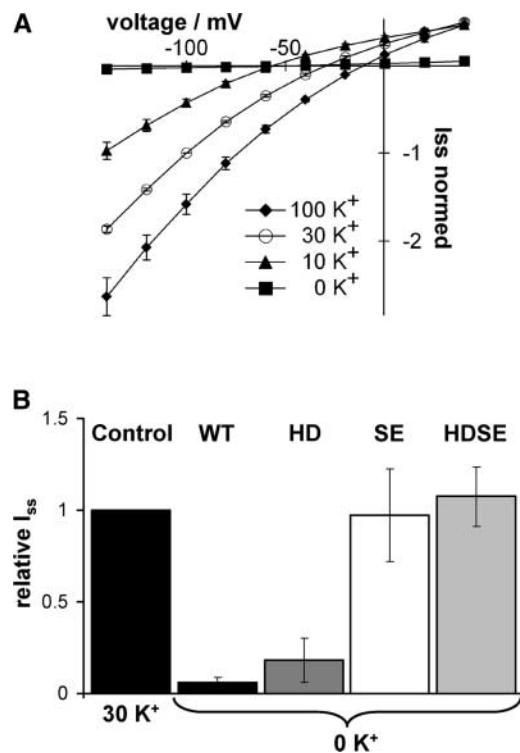 A
voltage / mV
-100 -50
-1
-2
Iss normed
100 K⁺
30 K⁺
10 K⁺
0 K⁺
B
1.5
1
0.5
0
relative Iₛₛ
Control WT HD SE HDSE
30 K⁺
0 K⁺